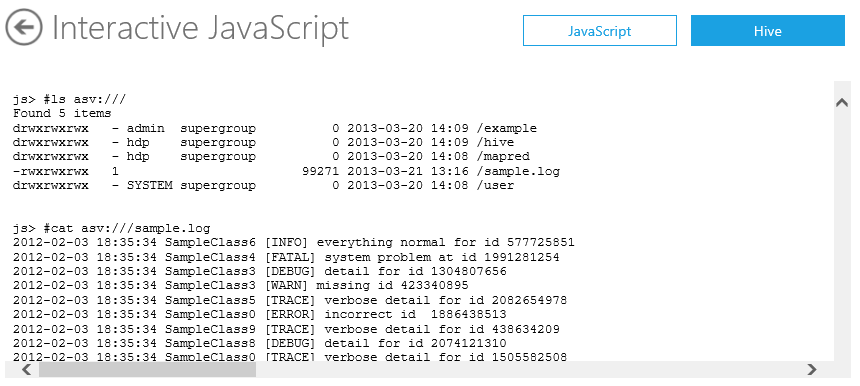 Interactive JavaScript
JavaScript
Hive
js> #ls asv:///
Found 5 items
drwxrwxrwx   - admin  supergroup          0 2013-03-20 14:09 /example
drwxrwxrwx   - hdp    supergroup          0 2013-03-20 14:09 /hive
drwxrwxrwx   - hdp    supergroup          0 2013-03-20 14:08 /mapred
-rwxrwxrwx   1                        99271 2013-03-21 13:16 /sample.log
drwxrwxrwx   - SYSTEM supergroup          0 2013-03-20 14:08 /user
js> #cat asv:///sample.log
2012-02-03 18:35:34 SampleClass6 [INFO] everything normal for id 577725851
2012-02-03 18:35:34 SampleClass4 [FATAL] system problem at id 1991281254
2012-02-03 18:35:34 SampleClass3 [DEBUG] detail for id 1304807656
2012-02-03 18:35:34 SampleClass3 [WARN] missing id 423340895
2012-02-03 18:35:34 SampleClass5 [TRACE] verbose detail for id 2082654978
2012-02-03 18:35:34 SampleClass0 [ERROR] incorrect id  1886438513
2012-02-03 18:35:34 SampleClass9 [TRACE] verbose detail for id 438634209
2012-02-03 18:35:34 SampleClass8 [DEBUG] detail for id 2074121310
2012-02-03 18:35:34 SampleClass0 [TRACE] verbose detail for id 1505582508